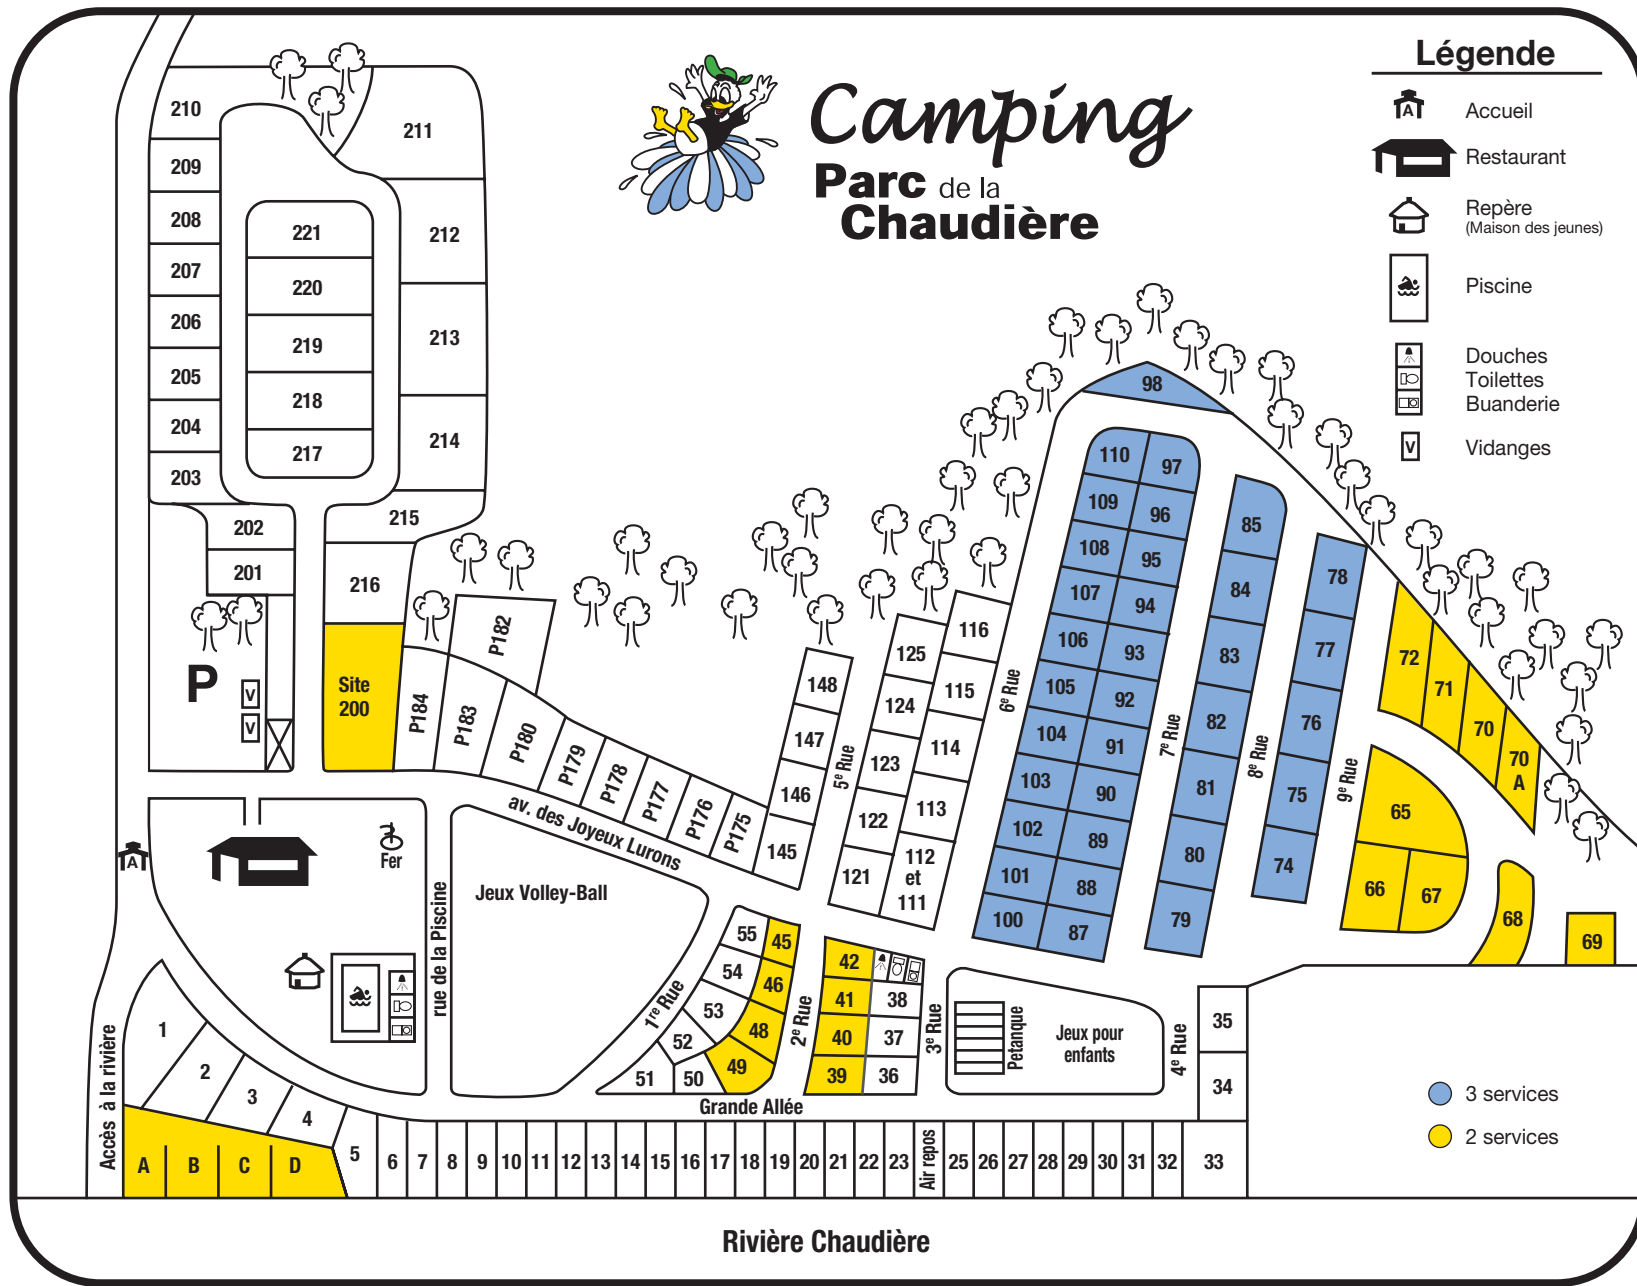 Camping
Parc de la
Chaudière
Légende
A
Accueil
Restaurant
Repère
(Maison des jeunes)
Piscine
Douches
Toilettes
Buanderie
V
Vidanges
210
211
209
208
207
206
205
204
203
202
201
221
220
219
218
217
212
213
214
215
216
Site
200
P
V
V
P182
P184
P183
P180
P179
P178
P177
P176
P175
av. des Joyeux Lurons
148
147
146
145
5e Rue
125
124
123
122
121
116
115
114
113
112
et
111
6e Rue
98
110
97
109
96
108
95
107
94
106
93
105
92
104
91
103
90
102
89
101
88
100
87
7e Rue
85
84
83
82
81
80
79
8e Rue
78
77
76
75
74
9e Rue
72
71
70
70
A
65
66
67
68
69
A
Fer
rue de la Piscine
Jeux Volley-Ball
1re Rue
55
54
53
52
51
50
45
46
48
49
2e Rue
42
41
40
39
38
37
36
3e Rue
Petanque
Jeux pour
enfants
4e Rue
35
34
Grande Allée
Accès à la rivière
1
2
3
4
A
B
C
D
5
6
7
8
9
10
11
12
13
14
15
16
17
18
19
20
21
22
23
Air repos
25
26
27
28
29
30
31
32
33
3 services
2 services
Rivière Chaudière